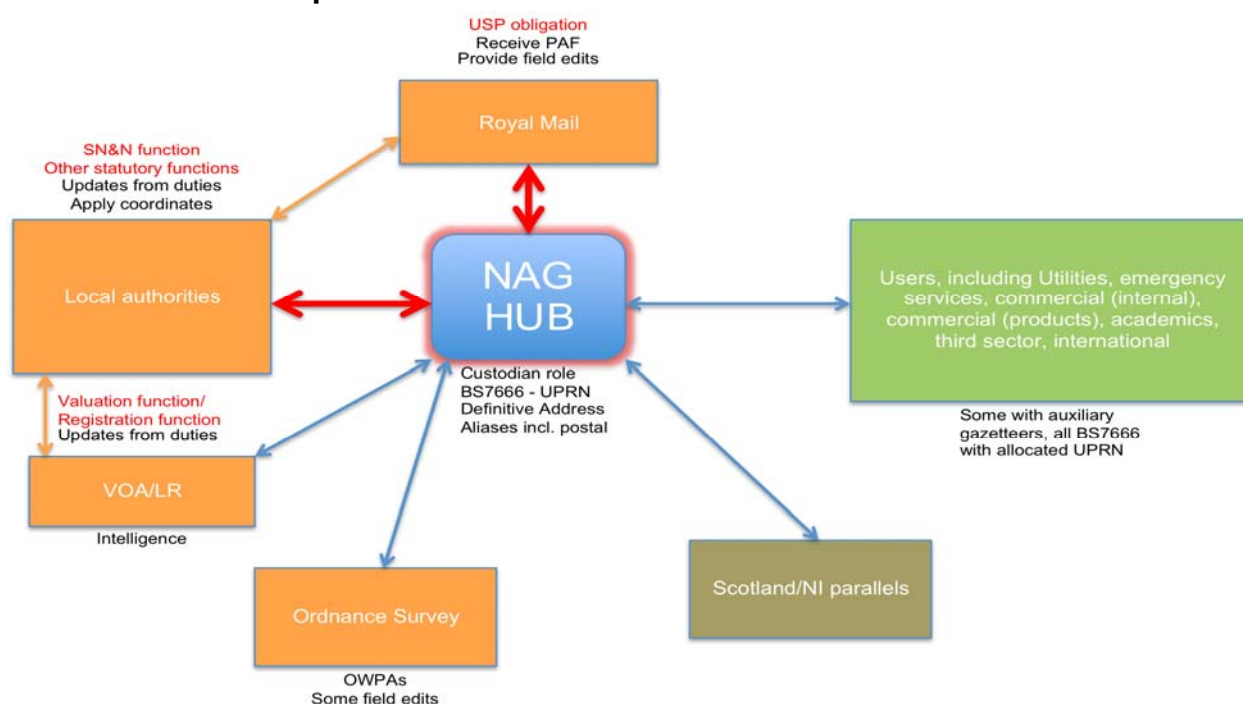 USP obligation
Receive PAF
Provide field edits
Royal Mail
SN&N function
Other statutory functions
Updates from duties
Apply coordinates
Local authorities
NAG
HUB
Users, including Utilities, emergency
services, commercial (internal),
commercial (products), academics,
third sector, international
Custodian role
BS7666 - UPRN
Definitive Address
Aliases incl. postal
Some with auxiliary
gazetteers, all BS7666
with allocated UPRN
Valuation function/
Registration function
Updates from duties
VOA/LR
Intelligence
Ordnance Survey
OWPAs
Some field edits
Scotland/NI parallels